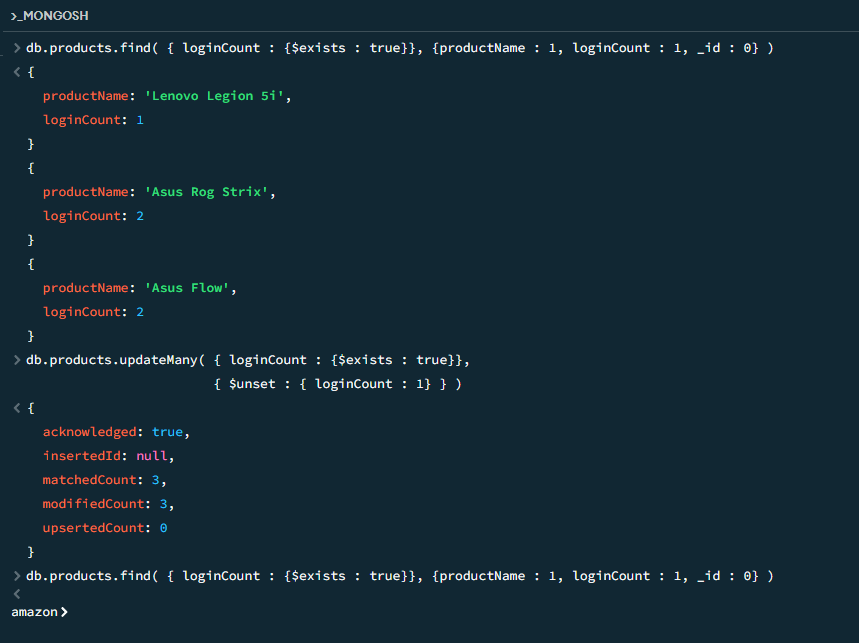 >_MONGOSH
> db.products.find( { loginCount : {$exists : true}}, {productName : 1, loginCount : 1, _id : 0} )
< {
productName: 'Lenovo Legion 5i',
loginCount: 1
}
{
productName: 'Asus Rog Strix',
loginCount: 2
}
{
productName: 'Asus Flow',
loginCount: 2
}
> db.products.updateMany( { loginCount : {$exists : true}},
{ $unset : { loginCount : 1} } )
< {
acknowledged: true,
insertedId: null,
matchedCount: 3,
modifiedCount: 3,
upsertedCount: 0
}
> db.products.find( { loginCount : {$exists : true}}, {productName : 1, loginCount : 1, _id : 0} )
<
amazon>